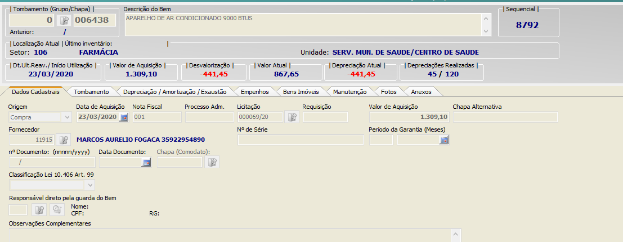 Tombamento (Grupo/Chapa) | Descrição do Bem | Sequencial
0 006438 APARELHO DE AR CONDICIONADO 9000 BTUS 8792
Anterior: /
Localização Atual | Último inventário: |
Setor: 106 FARMÁCIA Unidade: SERV. MUN. DE SAUDE/CENTRO DE SAUDE
Dt.Ult.Reav./ Início Utilização | Valor de Aquisição | Desvalorização | Valor Atual | Depreciação Atual | Depreciações Realizadas
23/03/2020 1.309,10 441,45 867,65 441,45 45 / 120
Dados Cadastrais Tombamento Depreciação / Amortização / Exaustão Empenhos Bens Imóveis Manutenção Fotos Anexos
Origem Data de Aquisição Nota Fiscal Processo Adm. Licitação Requisição Valor de Aquisição Chapa Alternativa
Compra 23/03/2020 001 000059/20 1.309,10
Fornecedor Nº de Série Período da Garantia (Meses)
11915 MARCOS AURELIO FOGACA 35922954890
nº Documento: (nnnnn/yyyy) Data Documento: Chapa (Comodato):
/
Classificação Lei 10.406 Art. 99
Responsável direto pela guarda do Bem
Nome:
CPF: RG:
Observações Complementares